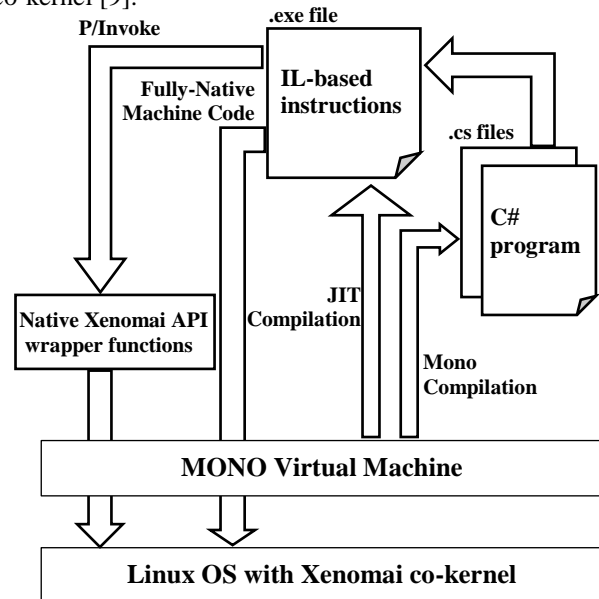 co-kernel [9].
P/Invoke
.exe file
Fully-Native
Machine Code
IL-based
instructions
.cs files
C#
program
Native Xenomai API
wrapper functions
JIT
Compilation
Mono
Compilation
MONO Virtual Machine
Linux OS with Xenomai co-kernel